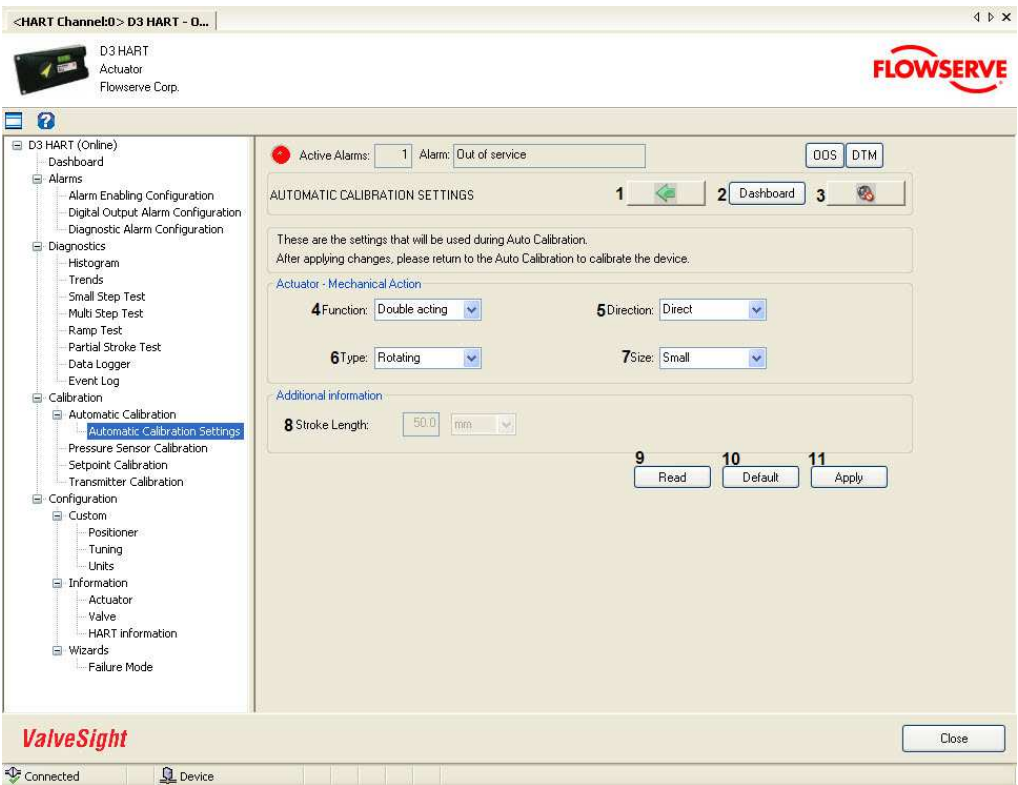 <HART Channel:0> D3 HART - O...
D3 HART
Actuator
Flowserve Corp.
FLOWSERVE
D3 HART (Online)
Dashboard
Alarms
Alarm Enabling Configuration
Digital Output Alarm Configuration
Diagnostic Alarm Configuration
Diagnostics
Histogram
Trends
Small Step Test
Multi Step Test
Ramp Test
Partial Stroke Test
Data Logger
Event Log
Calibration
Automatic Calibration
Automatic Calibration Settings
Pressure Sensor Calibration
Setpoint Calibration
Transmitter Calibration
Configuration
Custom
Positioner
Tuning
Units
Information
Actuator
Valve
HART information
Wizards
Failure Mode
Active Alarms: 1 Alarm: Out of service OOS DTM
AUTOMATIC CALIBRATION SETTINGS 1 2 Dashboard 3
These are the settings that will be used during Auto Calibration.
After applying changes, please return to the Auto Calibration to calibrate the device.
Actuator - Mechanical Action
4 Function: Double acting 5 Direction: Direct
6 Type: Rotating 7 Size: Small
Additional information
8 Stroke Length: 50.0 mm
9 10 11
Read Default Apply
ValveSight Close
Connected Device